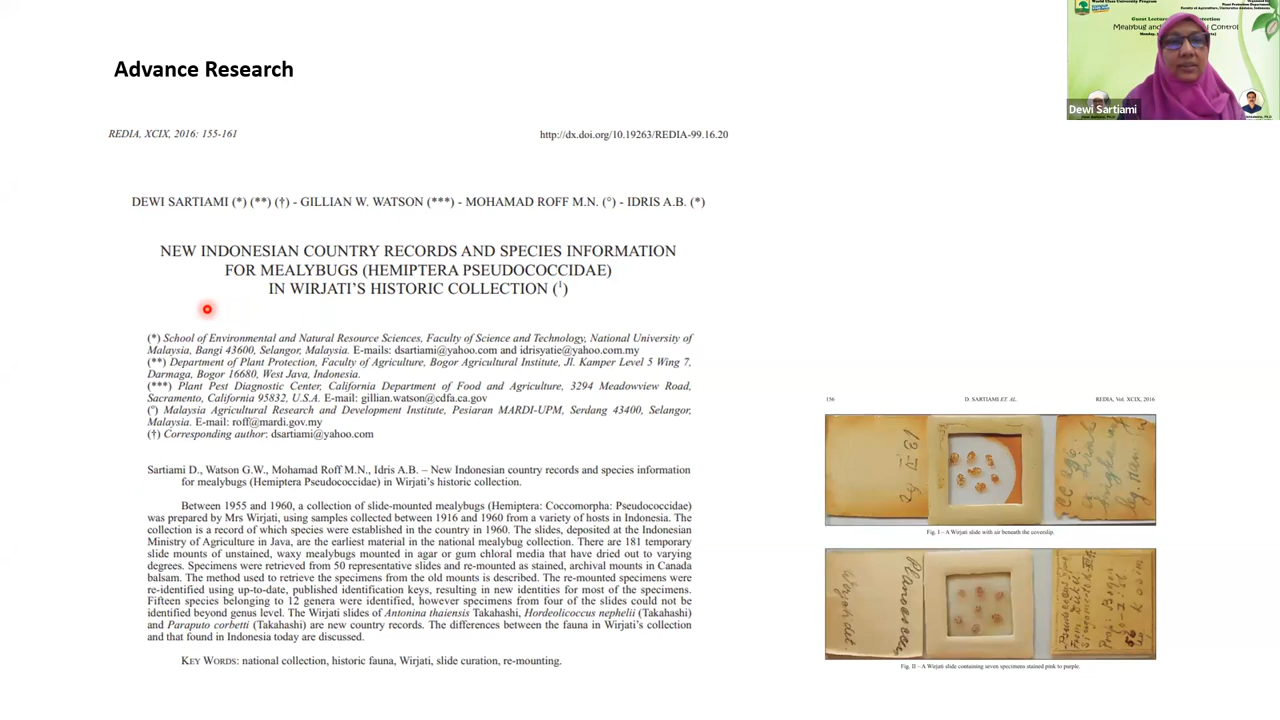 World Class University Program
Plant Protection Department
Faculty of Agriculture, Universitas Andalas, Indonesia
Dewi Sartiami
Advance Research
REDIA, XCIX, 2016: 155-161
http://dx.doi.org/10.19263/REDIA-99.16.20
DEWI SARTIAMI (*) (**) (†) - GILLIAN W. WATSON (***) - MOHAMAD ROFF M.N. (°) - IDRIS A.B. (*)
NEW INDONESIAN COUNTRY RECORDS AND SPECIES INFORMATION
FOR MEALYBUGS (HEMIPTERA PSEUDOCOCCIDAE)
IN WIRJATI’S HISTORIC COLLECTION (1)
(*) School of Environmental and Natural Resource Sciences, Faculty of Science and Technology, National University of
Malaysia, Bangi 43600, Selangor, Malaysia. E-mails: dsartiami@yahoo.com and idrisyatie@yahoo.com.my
(**) Department of Plant Protection, Faculty of Agriculture, Bogor Agricultural Institute, Jl. Kamper Level 5 Wing 7,
Darmaga, Bogor 16680, West Java, Indonesia.
(***) Plant Pest Diagnostic Center, California Department of Food and Agriculture, 3294 Meadowview Road,
Sacramento, California 95832, U.S.A. E-mail: gillian.watson@cdfa.ca.gov
(°) Malaysia Agricultural Research and Development Institute, Pesiaran MARDI-UPM, Serdang 43400, Selangor,
Malaysia. E-mail: roff@mardi.gov.my
(†) Corresponding author: dsartiami@yahoo.com
Sartiami D., Watson G.W., Mohamad Roff M.N., Idris A.B. – New Indonesian country records and species information
for mealybugs (Hemiptera Pseudococcidae) in Wirjati’s historic collection.
Between 1955 and 1960, a collection of slide-mounted mealybugs (Hemiptera: Coccomorpha: Pseudococcidae)
was prepared by Mrs Wirjati, using samples collected between 1916 and 1960 from a variety of hosts in Indonesia. The
collection is a record of which species were established in the country in 1960. The slides, deposited at the Indonesian
Ministry of Agriculture in Java, are the earliest material in the national mealybug collection. There are 181 temporary
slide mounts of unstained, waxy mealybugs mounted in agar or gum chloral media that have dried out to varying
degrees. Specimens were retrieved from 50 representative slides and re-mounted as stained, archival mounts in Canada
balsam. The method used to retrieve the specimens from the old mounts is described. The re-mounted specimens were
re-identified using up-to-date, published identification keys, resulting in new identities for most of the specimens.
Fifteen species belonging to 12 genera were identified, however specimens from four of the slides could not be
identified beyond genus level. The Wirjati slides of Antonina thaiensis Takahashi, Hordeolicoccus nephelii (Takahashi)
and Paraputo corbetti (Takahashi) are new country records. The differences between the fauna in Wirjati’s collection
and that found in Indonesia today are discussed.
KEY WORDS: national collection, historic fauna, Wirjati, slide curation, re-mounting.
156
D. SARTIAMI ET AL.
REDIA, Vol. XCIX, 2016
Fig. I – A Wirjati slide with air beneath the coverslip.
Wirjati det.
Planococcus
Fig. II – A Wirjati slide containing seven specimens stained pink to purple.